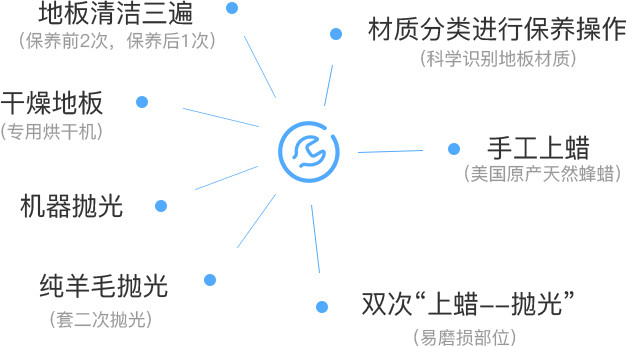 地板清洁三遍
（保养前2次，保养后1次）
材质分类进行保养操作
（科学识别地板材质）
干燥地板
（专用烘干机）
手工上蜡
（美国原产天然蜂蜡）
机器抛光
纯羊毛抛光
（套二次抛光）
双次“上蜡--抛光”
（易磨损部位）